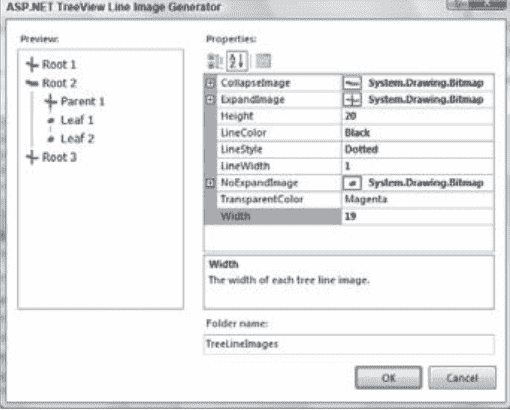 ASP.NET TreeView Line Image Generator
Preview:
Root 1
Root 2
Parent 1
Leaf 1
Leaf 2
Root 3
Properties:
CollapseImage System.Drawing.Bitmap
ExpandImage System.Drawing.Bitmap
Height 20
LineColor Black
LineStyle Dotted
LineWidth 1
NoExpandImage System.Drawing.Bitmap
TransparentColor Magenta
Width 19
Width
The width of each tree line image.
Folder name:
TreeLineImages
OK Cancel